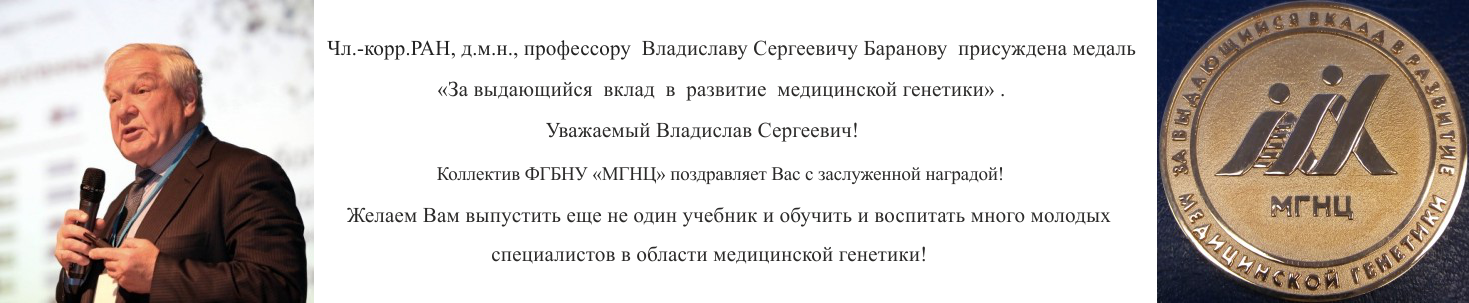 Чл.-корр.РАН, д.м.н., профессору Владиславу Сергеевичу Баранову присуждена медаль
«За выдающийся вклад в развитие медицинской генетики» .
Уважаемый Владислав Сергеевич!
Коллектив ФГБНУ «МГНЦ» поздравляет Вас с заслуженной наградой!
Желаем Вам выпустить еще не один учебник и обучить и воспитать много молодых
специалистов в области медицинской генетики!
ЗА ВЫДАЮЩИЙСЯ ВКЛАД В РАЗВИТИЕ
МГНЦ
МЕДИЦИНСКОЙ ГЕНЕТИКИ